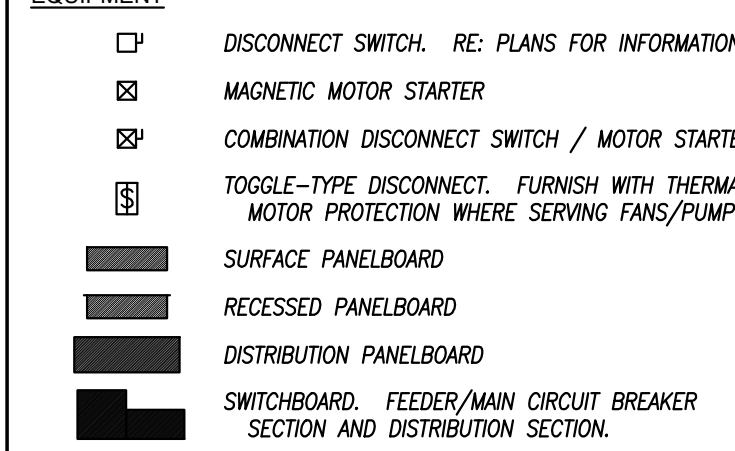 EQUIPMENT
DISCONNECT SWITCH. RE: PLANS FOR INFORMATION
MAGNETIC MOTOR STARTER
COMBINATION DISCONNECT SWITCH / MOTOR STARTE
$ TOGGLE-TYPE DISCONNECT. FURNISH WITH THERMA
MOTOR PROTECTION WHERE SERVING FANS/PUMP
SURFACE PANELBOARD
RECESSED PANELBOARD
DISTRIBUTION PANELBOARD
SWITCHBOARD. FEEDER/MAIN CIRCUIT BREAKER
SECTION AND DISTRIBUTION SECTION.